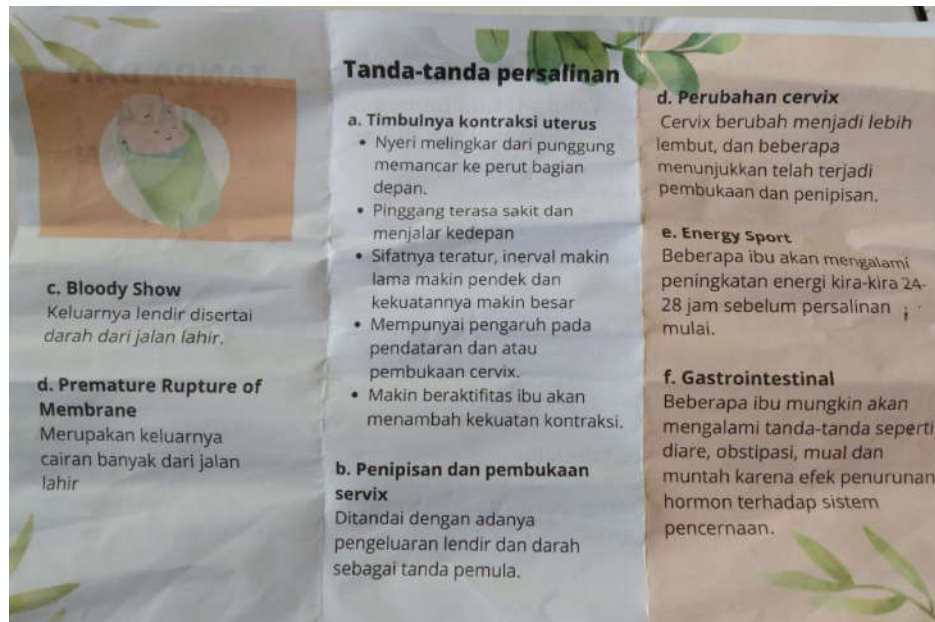 Tanda-tanda persalinan
a. Timbulnya kontraksi uterus
• Nyeri melingkar dari punggung
memancar ke perut bagian
depan.
• Pinggang terasa sakit dan
menjalar kedepan
• Sifatnya teratur, inerval makin
lama makin pendek dan
kekuatannya makin besar
• Mempunyai pengaruh pada
pendataran dan atau
pembukaan cervix.
• Makin beraktifitas ibu akan
menambah kekuatan kontraksi.
b. Penipisan dan pembukaan
servix
Ditandai dengan adanya
pengeluaran lendir dan darah
sebagai tanda pemula.
c. Bloody Show
Keluarnya lendir disertai
darah dari jalan lahir.
d. Premature Rupture of
Membrane
Merupakan keluarnya
cairan banyak dari jalan
lahir
d. Perubahan cervix
Cervix berubah menjadi lebih
lembut, dan beberapa
menunjukkan telah terjadi
pembukaan dan penipisan.
e. Energy Sport
Beberapa ibu akan mengalami
peningkatan energi kira-kira 24-
28 jam sebelum persalinan
mulai.
f. Gastrointestinal
Beberapa ibu mungkin akan
mengalami tanda-tanda seperti
diare, obstipasi, mual dan
muntah karena efek penurunan
hormon terhadap sistem
pencernaan.